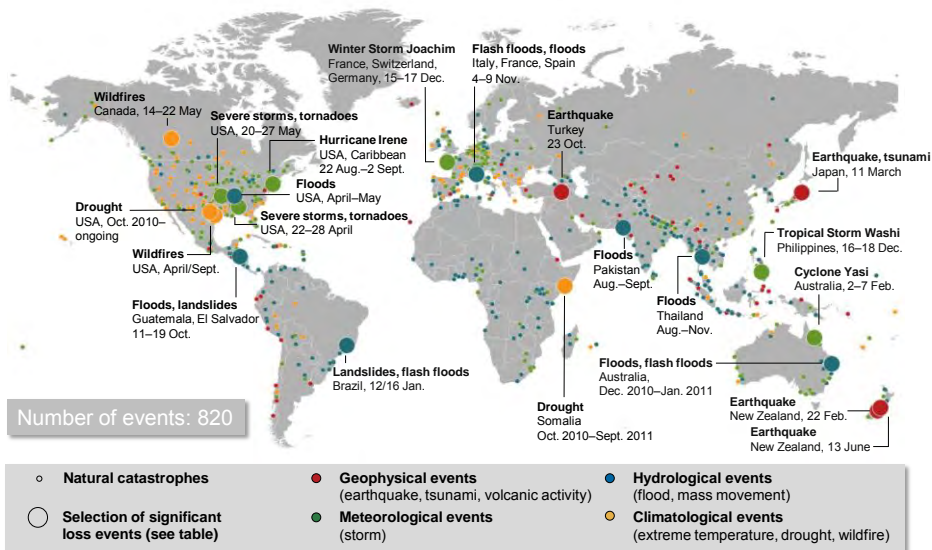 Winter Storm Joachim
France, Switzerland,
Germany, 15–17 Dec.
Flash floods, floods
Italy, France, Spain
4–9 Nov.
Wildfires
Canada, 14–22 May
Severe storms, tornadoes
USA, 20–27 May
Hurricane Irene
USA, Caribbean
22 Aug.–2 Sept.
Earthquake
Turkey
23 Oct.
Earthquake, tsunami
Japan, 11 March
Floods
USA, April–May
Drought
USA, Oct. 2010–
ongoing
Severe storms, tornadoes
USA, 22–28 April
Tropical Storm Washi
Philippines, 16–18 Dec.
Wildfires
USA, April/Sept.
Floods
Pakistan
Aug.–Sept.
Cyclone Yasi
Australia, 2–7 Feb.
Floods, landslides
Guatemala, El Salvador
11–19 Oct.
Floods
Thailand
Aug.–Nov.
Landslides, flash floods
Brazil, 12/16 Jan.
Floods, flash floods
Australia,
Dec. 2010–Jan. 2011
Drought
Somalia
Oct. 2010–Sept. 2011
Earthquake
New Zealand, 22 Feb.
Earthquake
New Zealand, 13 June
Number of events: 820
Natural catastrophes
Selection of significant
loss events (see table)
Geophysical events
(earthquake, tsunami, volcanic activity)
Meteorological events
(storm)
Hydrological events
(flood, mass movement)
Climatological events
(extreme temperature, drought, wildfire)